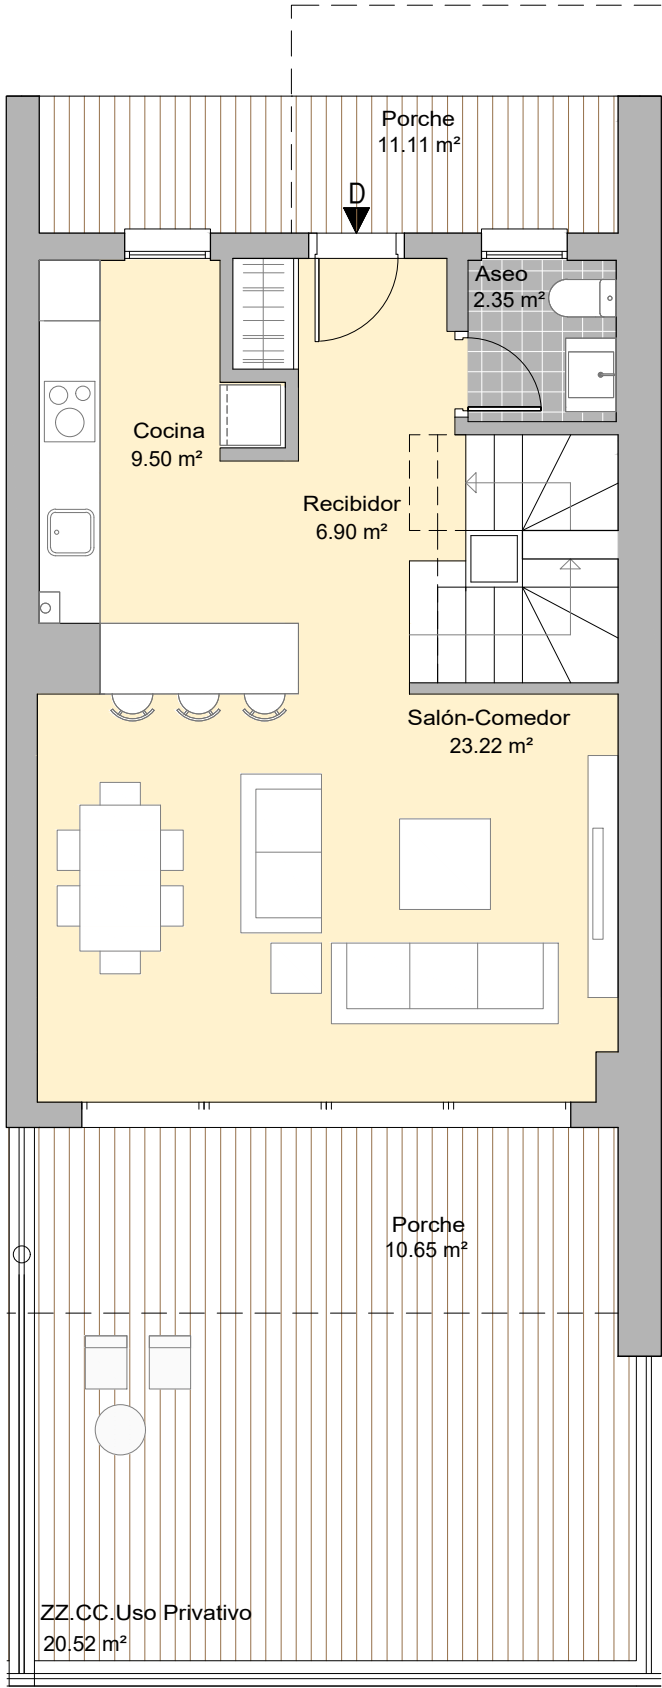 Porche
11.11 m²
D
Aseo
2.35 m²
Cocina
9.50 m²
Recibidor
6.90 m²
Salón-Comedor
23.22 m²
Porche
10.65 m²
ZZ.CC.Uso Privativo
20.52 m²